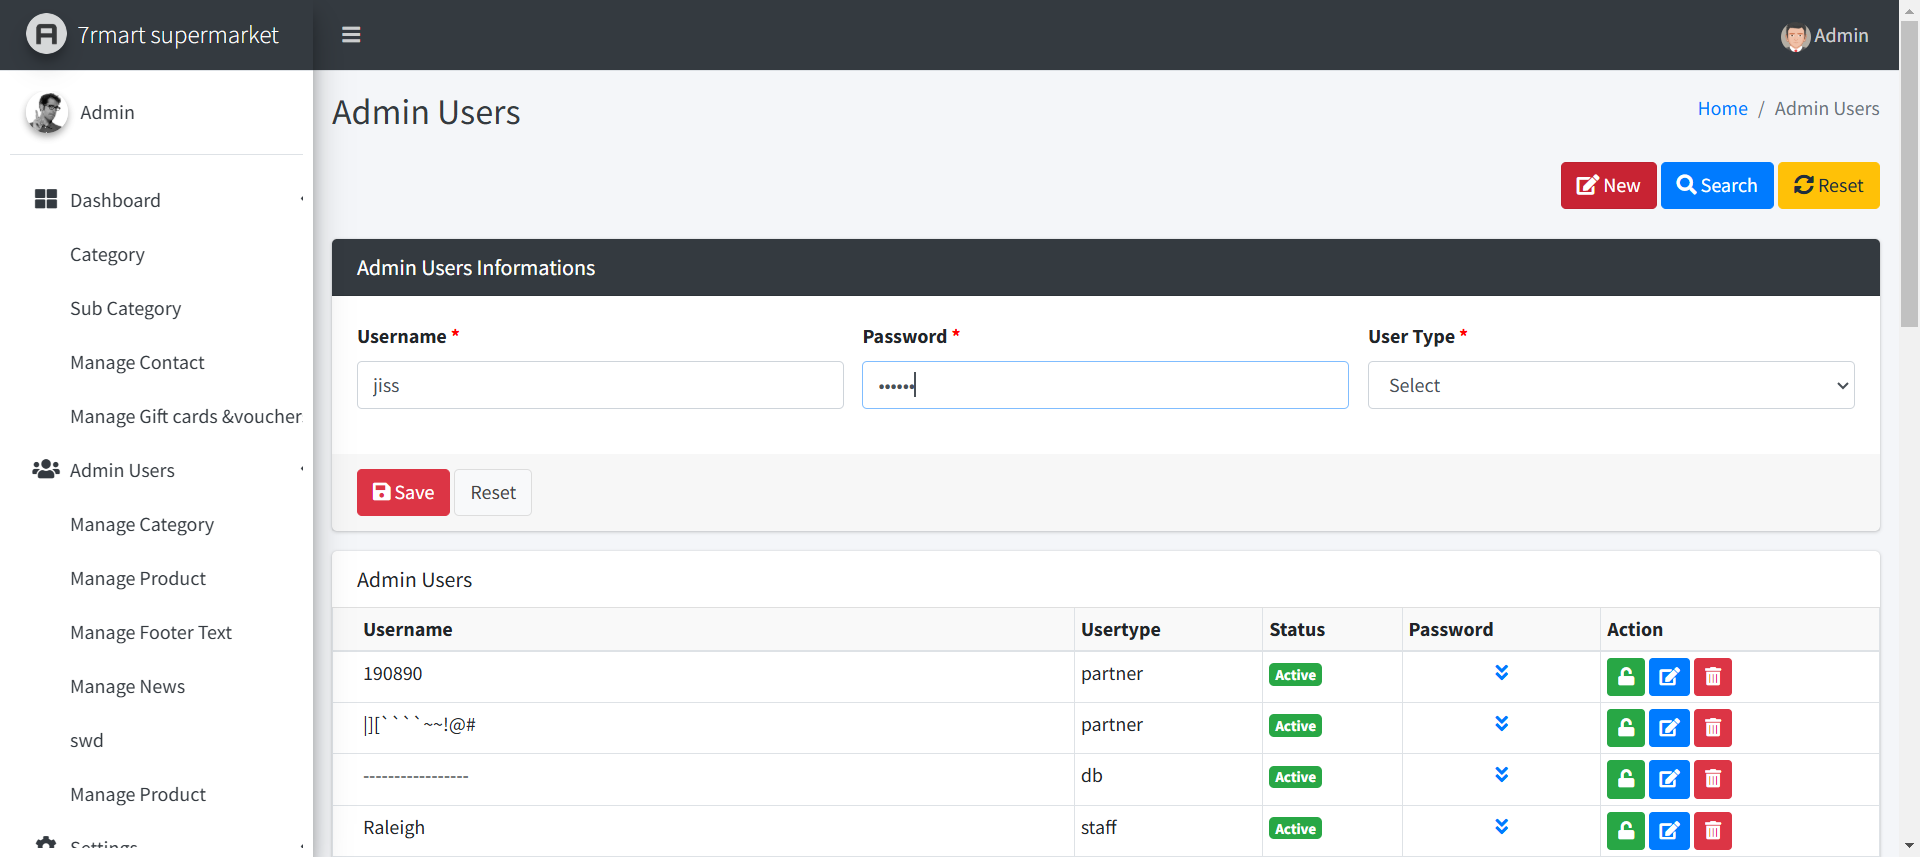 7rmart supermarket
Admin
Admin
Dashboard
Category
Sub Category
Manage Contact
Manage Gift cards &voucher
Admin Users
Manage Category
Manage Product
Manage Footer Text
Manage News
swd
Manage Product
Settings
Admin Users
Home / Admin Users
New Search Reset
Admin Users Informations
Username * Password * User Type *
jiss •••••• Select
Save Reset
Admin Users
Username Usertype Status Password Action
190890 partner Active
|][````~~!@# partner Active
----------------- db Active
Raleigh staff Active